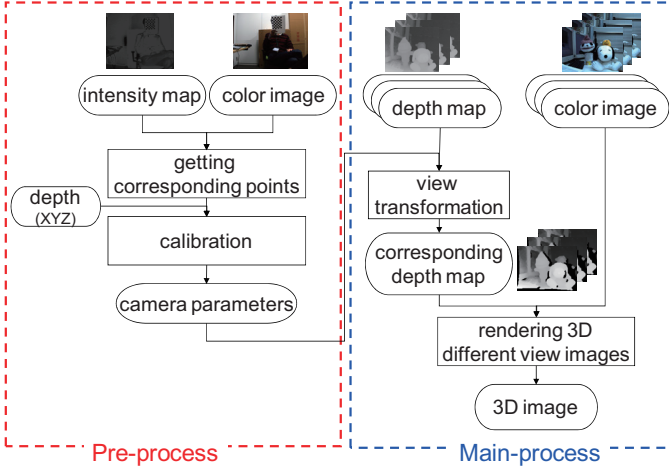 intensity map
color image
getting
corresponding points
depth
(XYZ)
calibration
camera parameters
Pre-process
depth map
color image
view
transformation
corresponding
depth map
rendering 3D
different view images
3D image
Main-process